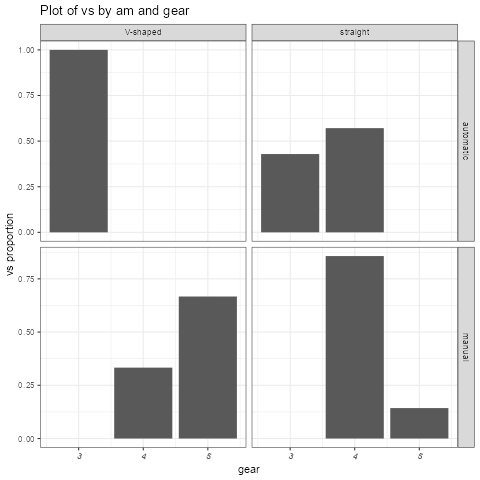 Plot of vs by am and gear
V-shaped
straight
1.00
0.75
0.50
0.25
0.00
automatic
0.75
0.50
0.25
0.00
manual
vs proportion
3
4
5
3
4
5
gear